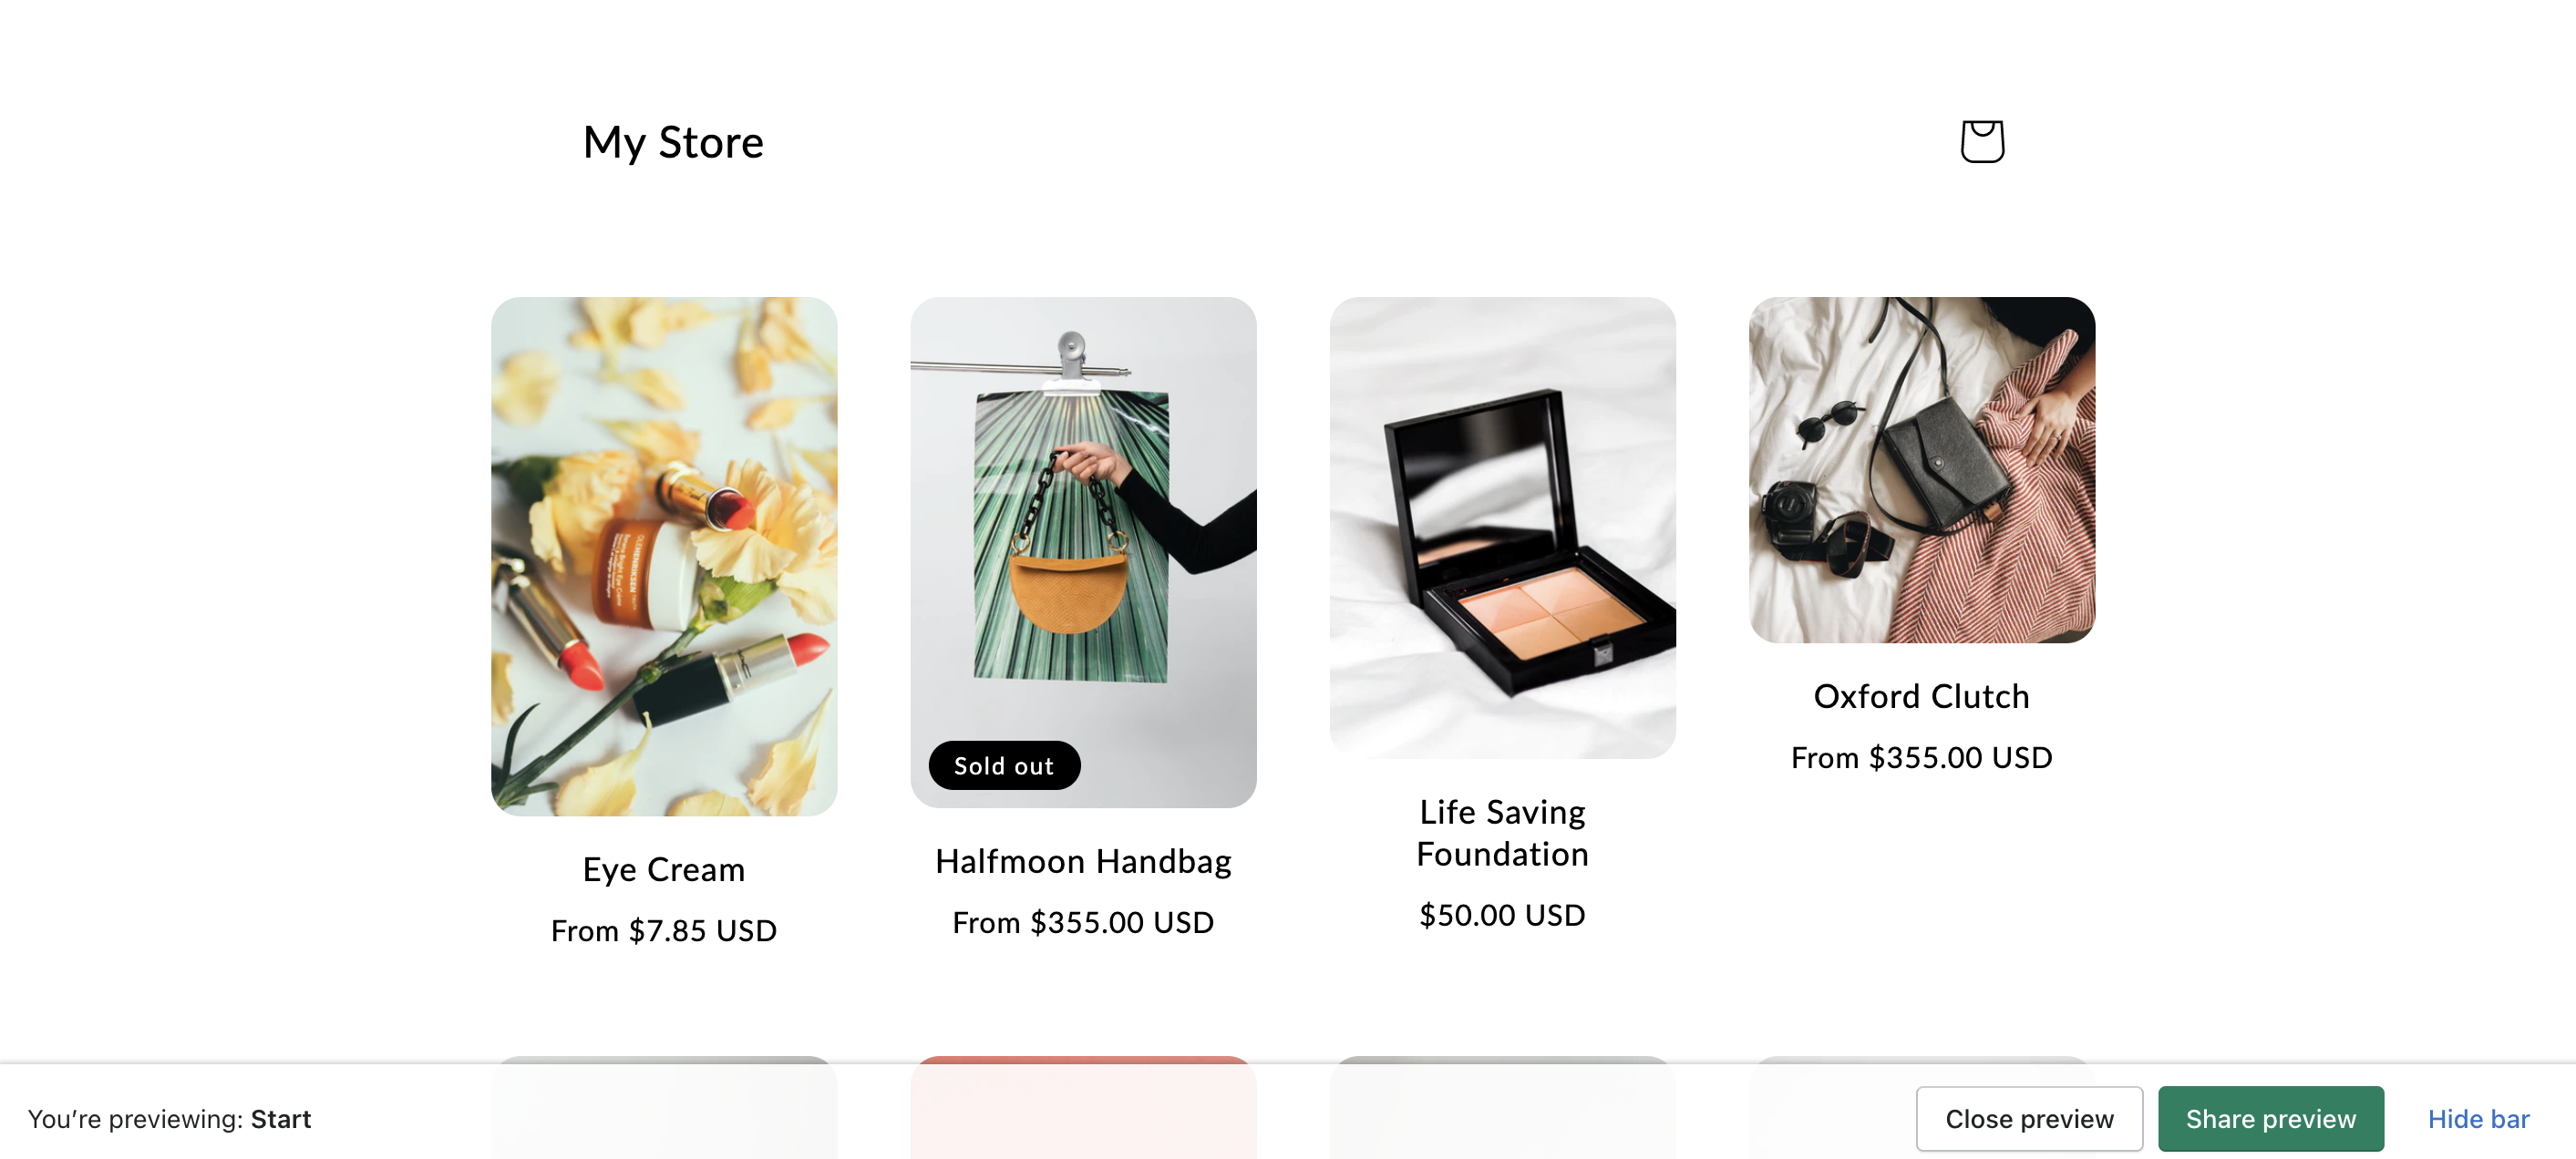 My Store
OLEHENRIKSEN
Sold out
Eye Cream
From $7.85 USD
Halfmoon Handbag
From $355.00 USD
Life Saving
Foundation
$50.00 USD
Oxford Clutch
From $355.00 USD
You’re previewing: Start
Close preview
Share preview
Hide bar